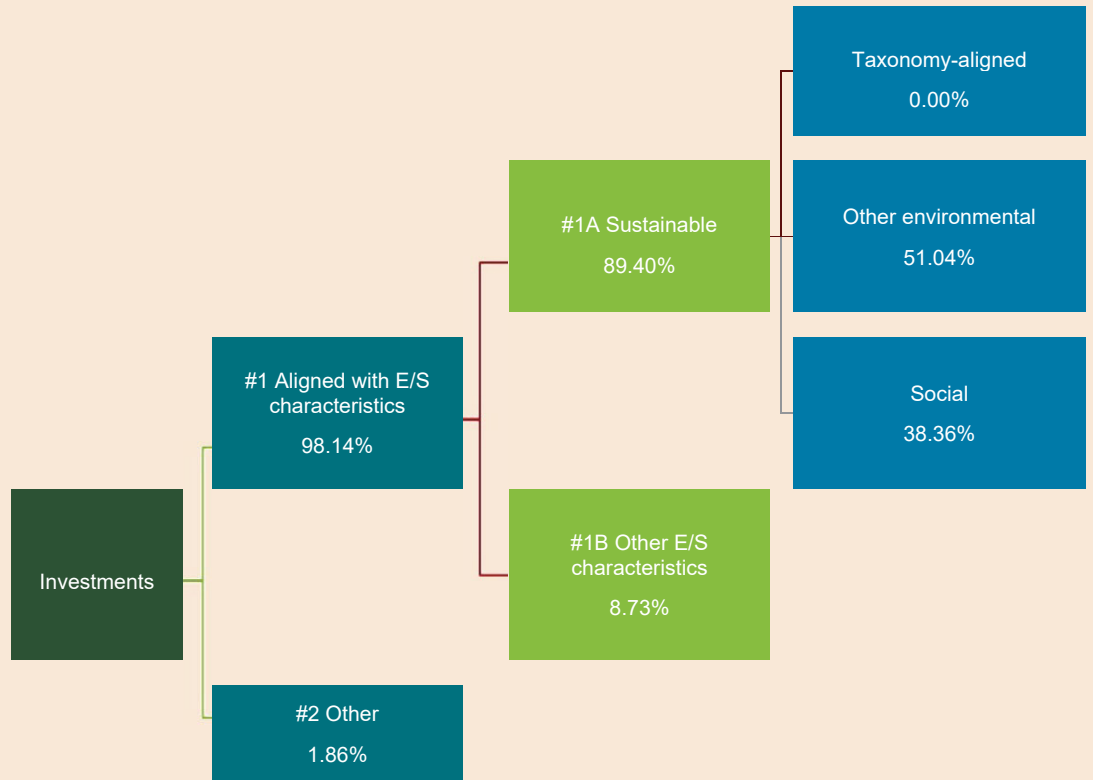 Taxonomy-aligned
0.00%
#1A Sustainable
89.40%
Other environmental
51.04%
#1 Aligned with E/S
characteristics
98.14%
Social
38.36%
Investments
#1B Other E/S
characteristics
8.73%
#2 Other
1.86%